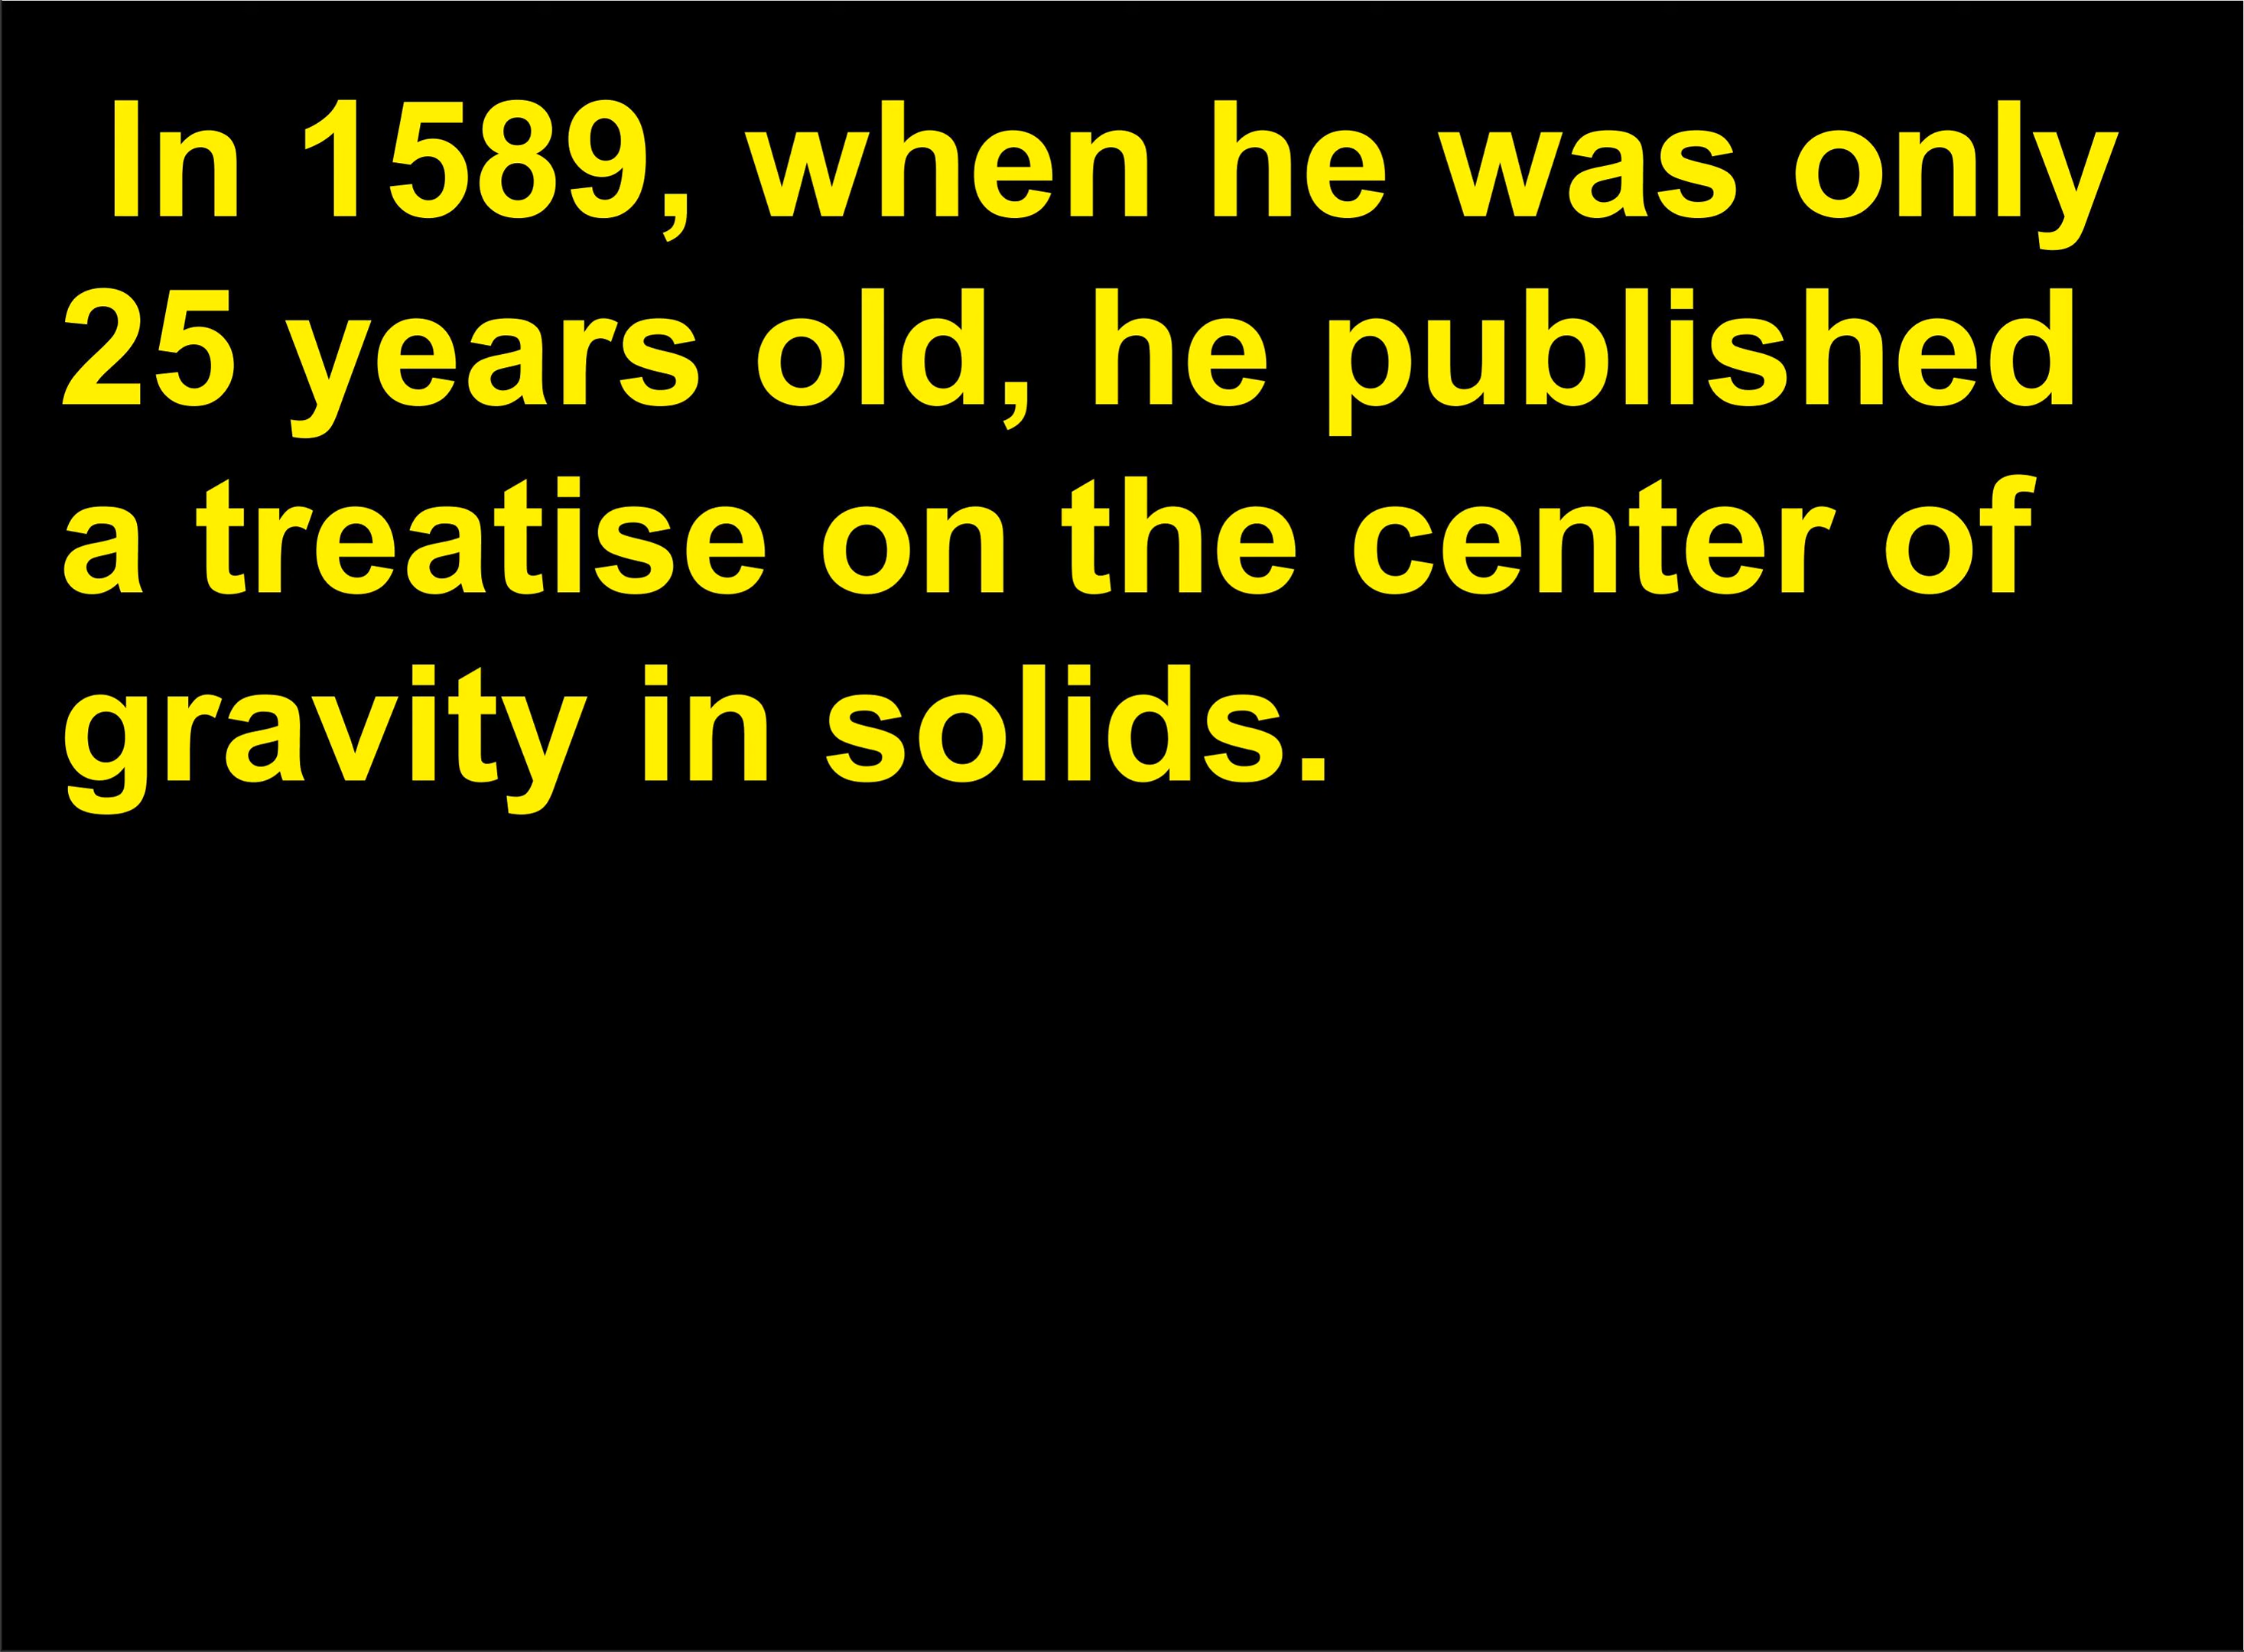 In 1589, when he was only
25 years old, he published
a treatise on the center of
gravity in solids.